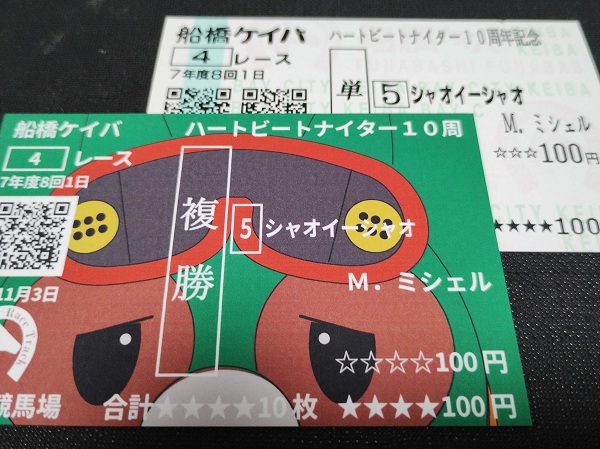 船橋ケイバ
ハートビートナイター10周年記念
4 レース
7年度8回1日
単
5 シャオイーシャオ
M. ミシェル
☆☆☆100円
★★★★100
船橋ケイバ
ハートビートナイター10周
4 レース
7年度8回1日
複勝
5 シャオイーシャオ
M. ミシェル
11月3日
Race Track
☆☆☆☆100円
競馬場
合計★★★★10枚 ★★★★100円